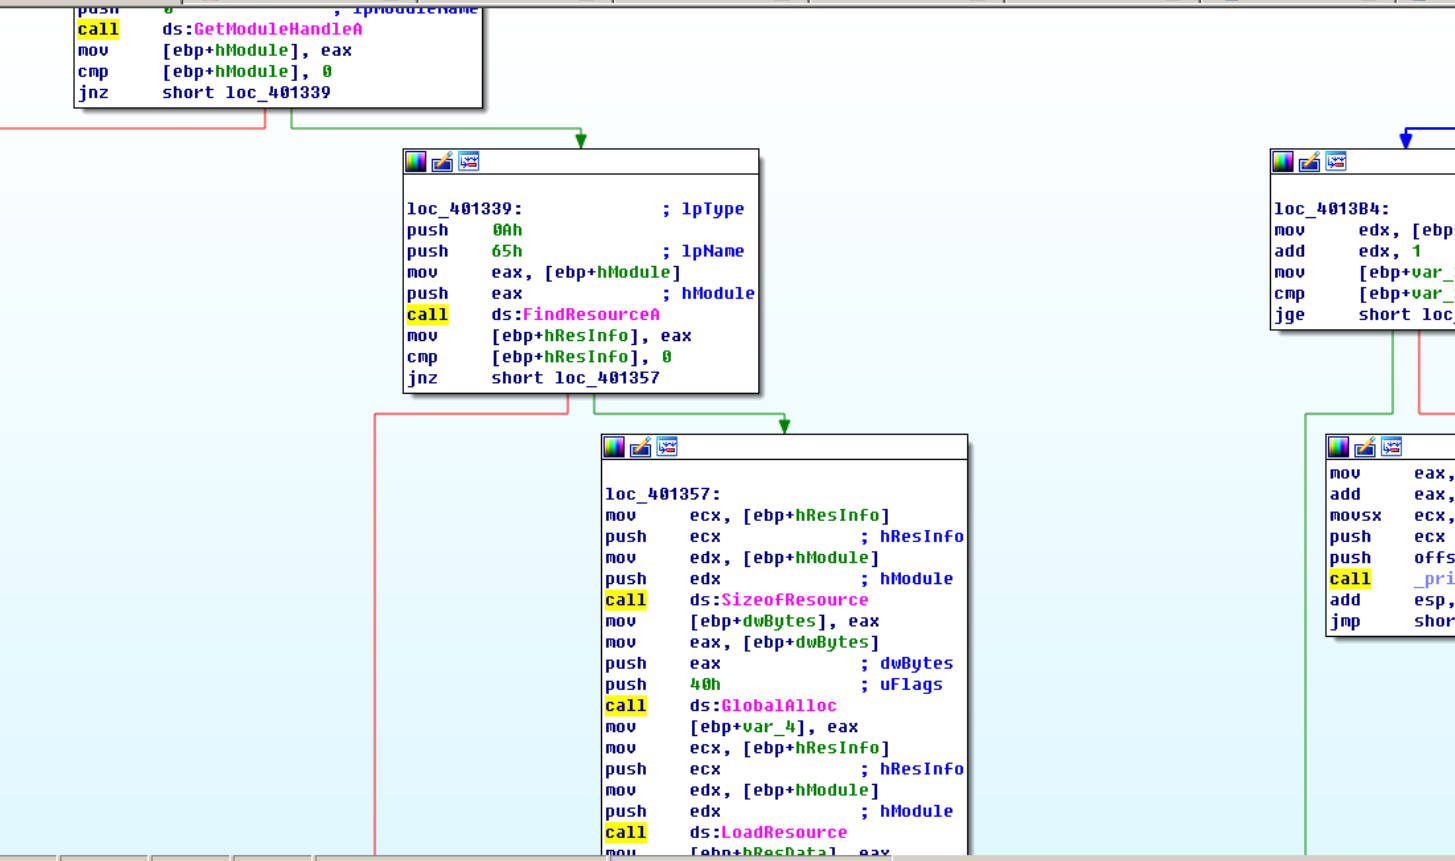 push 0 ; lpModuleName
call ds:GetModuleHandleA
mov [ebp+hModule], eax
cmp [ebp+hModule], 0
jnz short loc_401339
loc_401339: ; lpType
push 0Ah
push 65h ; lpName
mov eax, [ebp+hModule]
push eax ; hModule
call ds:FindResourceA
mov [ebp+hResInfo], eax
cmp [ebp+hResInfo], 0
jnz short loc_401357
loc_401357:
mov ecx, [ebp+hResInfo]
push ecx ; hResInfo
mov edx, [ebp+hModule]
push edx ; hModule
call ds:SizeofResource
mov [ebp+dwBytes], eax
mov eax, [ebp+dwBytes]
push eax ; dwBytes
push 40h ; uFlags
call ds:GlobalAlloc
mov [ebp+var_4], eax
mov ecx, [ebp+hResInfo]
push ecx ; hResInfo
mov edx, [ebp+hModule]
push edx ; hModule
call ds:LoadResource
mov [ebp+hResData], eax
loc_4013B4:
mov edx, [ebp
add edx, 1
mov [ebp+var_
cmp [ebp+var_
jge short loc_
mov eax,
add eax,
movsx ecx,
push ecx
push offs
call _pri
add esp,
jmp shor